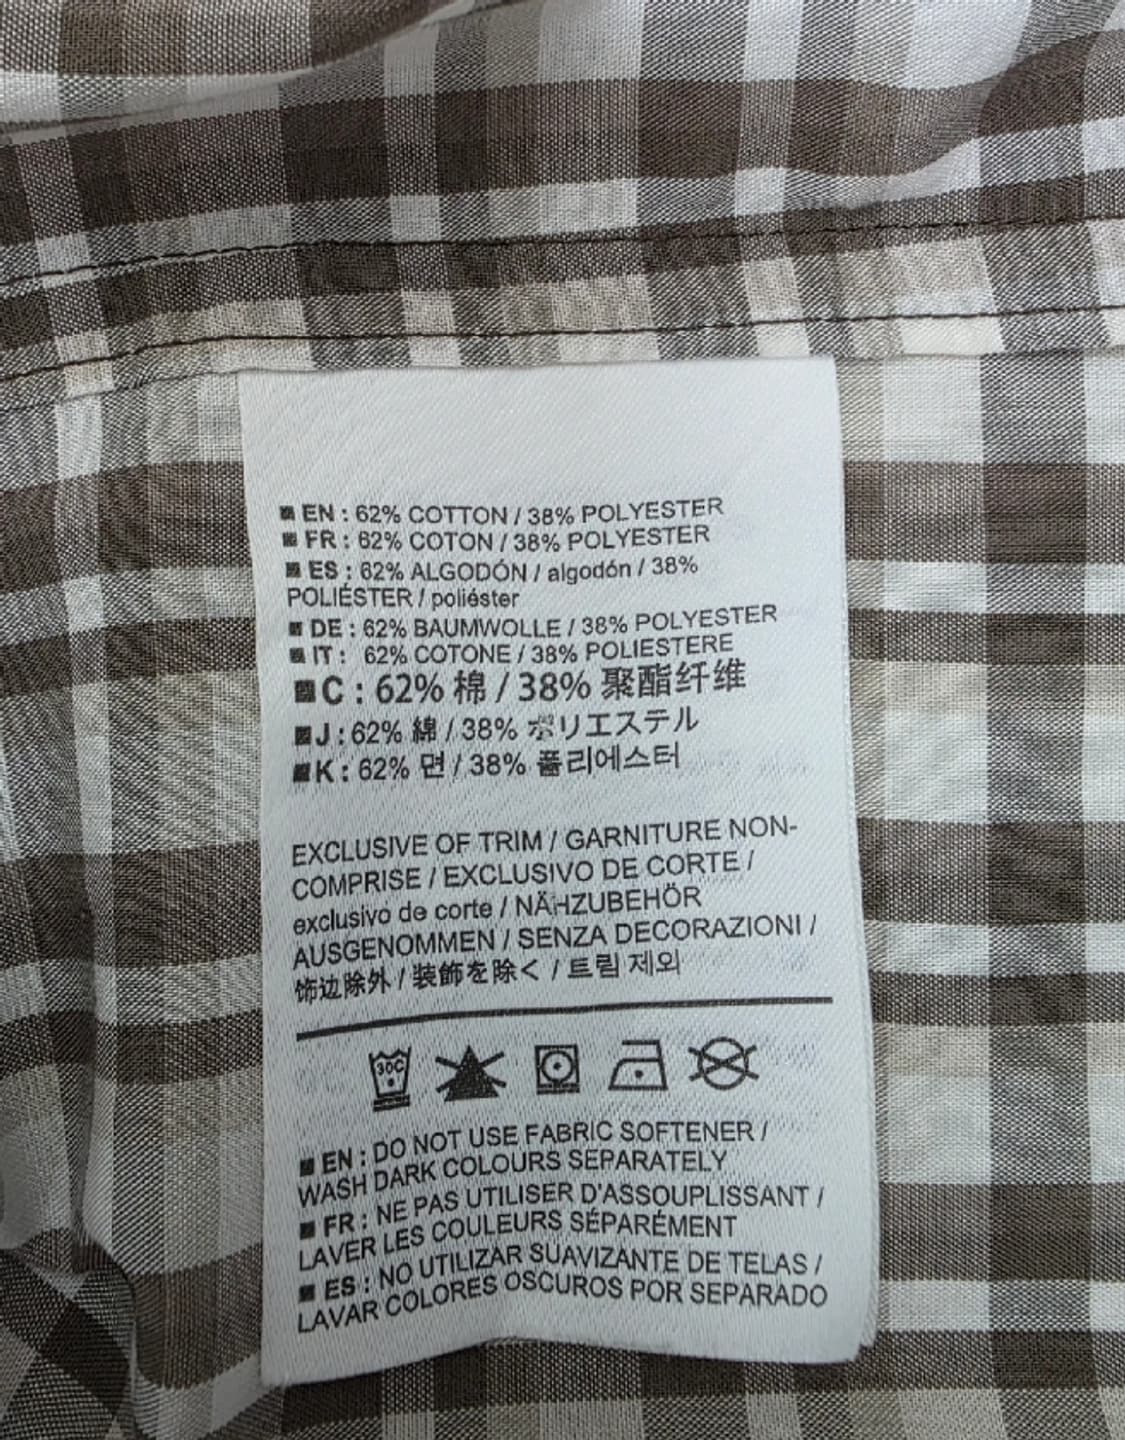 EN : 62% COTTON / 38% POLYESTER
FR : 62% COTON / 38% POLYESTER
ES : 62% ALGODÓN / algodón / 38%
POLIÉSTER / poliéster
DE : 62% BAUMWOLLE / 38% POLYESTER
IT : 62% COTONE / 38% POLIESTERE
C : 62% 棉 / 38% 聚酯纤维
J : 62% 綿 / 38% ポリエステル
K : 62% 면 / 38% 폴리에스터
EXCLUSIVE OF TRIM / GARNITURE NON-
COMPRISE / EXCLUSIVO DE CORTE /
exclusivo de corte / NÄHZUBEHÖR
AUSGENOMMEN / SENZA DECORAZIONI /
饰边除外 / 装飾を除く / 트림 제외
30C
EN : DO NOT USE FABRIC SOFTENER /
WASH DARK COLOURS SEPARATELY
FR : NE PAS UTILISER D'ASSOUPLISSANT /
LAVER LES COULEURS SÉPARÉMENT
ES : NO UTILIZAR SUAVIZANTE DE TELAS /
LAVAR COLORES OSCUROS POR SEPARADO